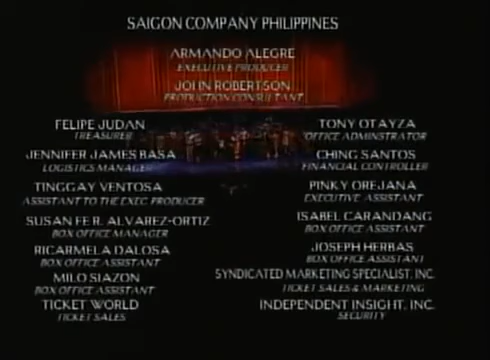 SAIGON COMPANY PHILIPPINES
ARMANDO ALEGRE
EXECUTIVE PRODUCER
JOHN ROBERTSON
PRODUCTION CONSULTANT
FELIPE JUDAN
TREASURER
JENNIFER JAMES BASA
LOGISTICS MANAGER
TINGGAY VENTOSA
ASSISTANT TO THE EXEC PRODUCER
SUSAN FE R. ALVAREZ-ORTIZ
BOX OFFICE MANAGER
RICARMELA DALOSA
BOX OFFICE ASSISTANT
MILO SIAZON
BOX OFFICE ASSISTANT
TICKET WORLD
TICKET SALES
TONY OTAYZA
OFFICE ADMINSTRATOR
CHING SANTOS
FINANCIAL CONTROLLER
PINKY OREJANA
EXECUTIVE ASSISTANT
ISABEL CARANDANG
BOX OFFICE ASSISTANT
JOSEPH HERBAS
BOX OFFICE ASSISTANT
SYNDICATED MARKETING SPECIALIST, INC.
TICKET SALES & MARKETING
INDEPENDENT INSIGHT, INC.
SECURITY